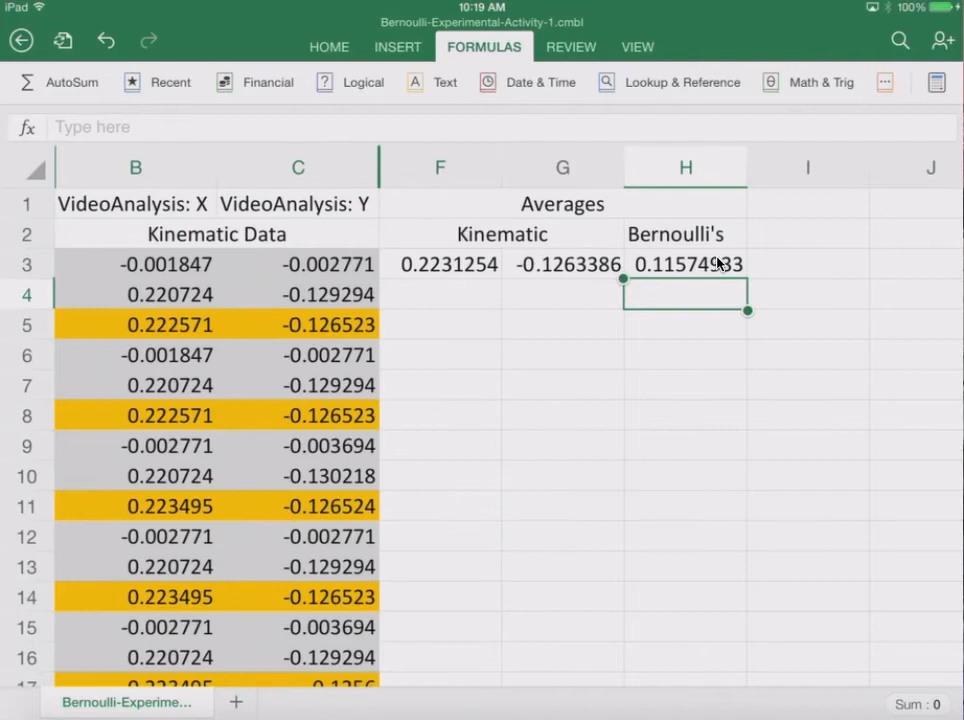 iPad 10:19 AM 100%
Bernoulli-Experimental-Activity-1.cmbl
HOME INSERT FORMULAS REVIEW VIEW
AutoSum Recent Financial Logical Text Date & Time Lookup & Reference Math & Trig
fx Type here
B C F G H I J
1 VideoAnalysis: X VideoAnalysis: Y Averages
2 Kinematic Data Kinematic Bernoulli's
3 -0.001847 -0.002771 0.2231254 -0.1263386 0.11574933
4 0.220724 -0.129294
5 0.222571 -0.126523
6 -0.001847 -0.002771
7 0.220724 -0.129294
8 0.222571 -0.126523
9 -0.002771 -0.003694
10 0.220724 -0.130218
11 0.223495 -0.126524
12 -0.002771 -0.002771
13 0.220724 -0.129294
14 0.223495 -0.126523
15 -0.002771 -0.003694
16 0.220724 -0.129294
17 0.223495 -0.1256
Bernoulli-Experime... + Sum : 0